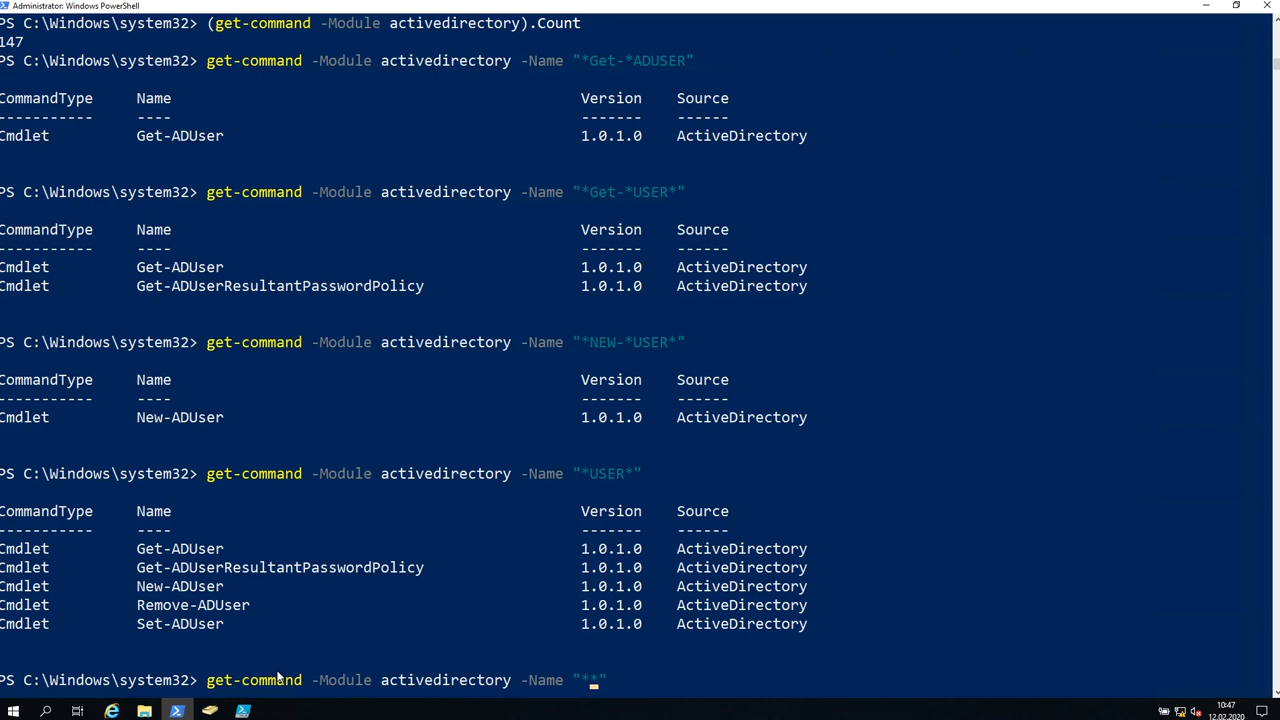 Administrator: Windows PowerShell
PS C:\Windows\system32> (get-command -Module activedirectory).Count
147
PS C:\Windows\system32> get-command -Module activedirectory -Name "*Get-*ADUSER"
CommandType Name Version Source
----------- ---- ------- ------
Cmdlet Get-ADUser 1.0.1.0 ActiveDirectory
PS C:\Windows\system32> get-command -Module activedirectory -Name "*Get-*USER*"
CommandType Name Version Source
----------- ---- ------- ------
Cmdlet Get-ADUser 1.0.1.0 ActiveDirectory
Cmdlet Get-ADUserResultantPasswordPolicy 1.0.1.0 ActiveDirectory
PS C:\Windows\system32> get-command -Module activedirectory -Name "*NEW-*USER*"
CommandType Name Version Source
----------- ---- ------- ------
Cmdlet New-ADUser 1.0.1.0 ActiveDirectory
PS C:\Windows\system32> get-command -Module activedirectory -Name "*USER*"
CommandType Name Version Source
----------- ---- ------- ------
Cmdlet Get-ADUser 1.0.1.0 ActiveDirectory
Cmdlet Get-ADUserResultantPasswordPolicy 1.0.1.0 ActiveDirectory
Cmdlet New-ADUser 1.0.1.0 ActiveDirectory
Cmdlet Remove-ADUser 1.0.1.0 ActiveDirectory
Cmdlet Set-ADUser 1.0.1.0 ActiveDirectory
PS C:\Windows\system32> get-command -Module activedirectory -Name "**"
10:47
12.02.2020